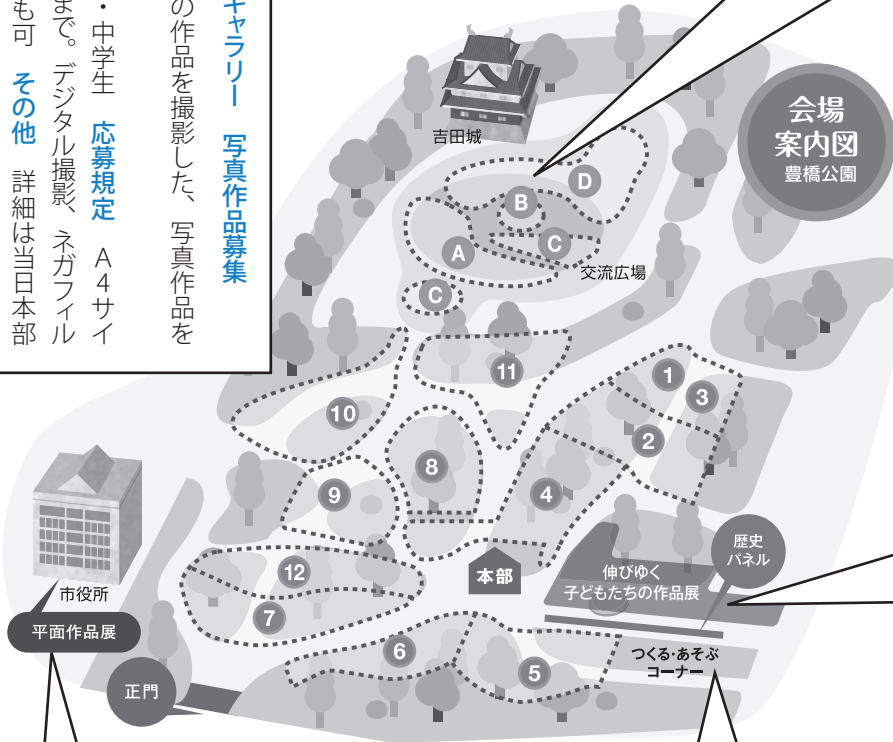 キャラリー 写真作品募集
の作品を撮影した、写真作品を
・中学生 応募規定 A4サイ
まで。デジタル撮影、ネガフィル
も可 その他 詳細は当日本部
会場
案内図
豊橋公園
吉田城
D
B
A
C
交流広場
C
11
1
3
10
2
8
9
4
歴史
パネル
12
本部
伸びゆく
子どもたちの作品展
市役所
7
平面作品展
6
つくる・あそぶ
コーナー
5
正門